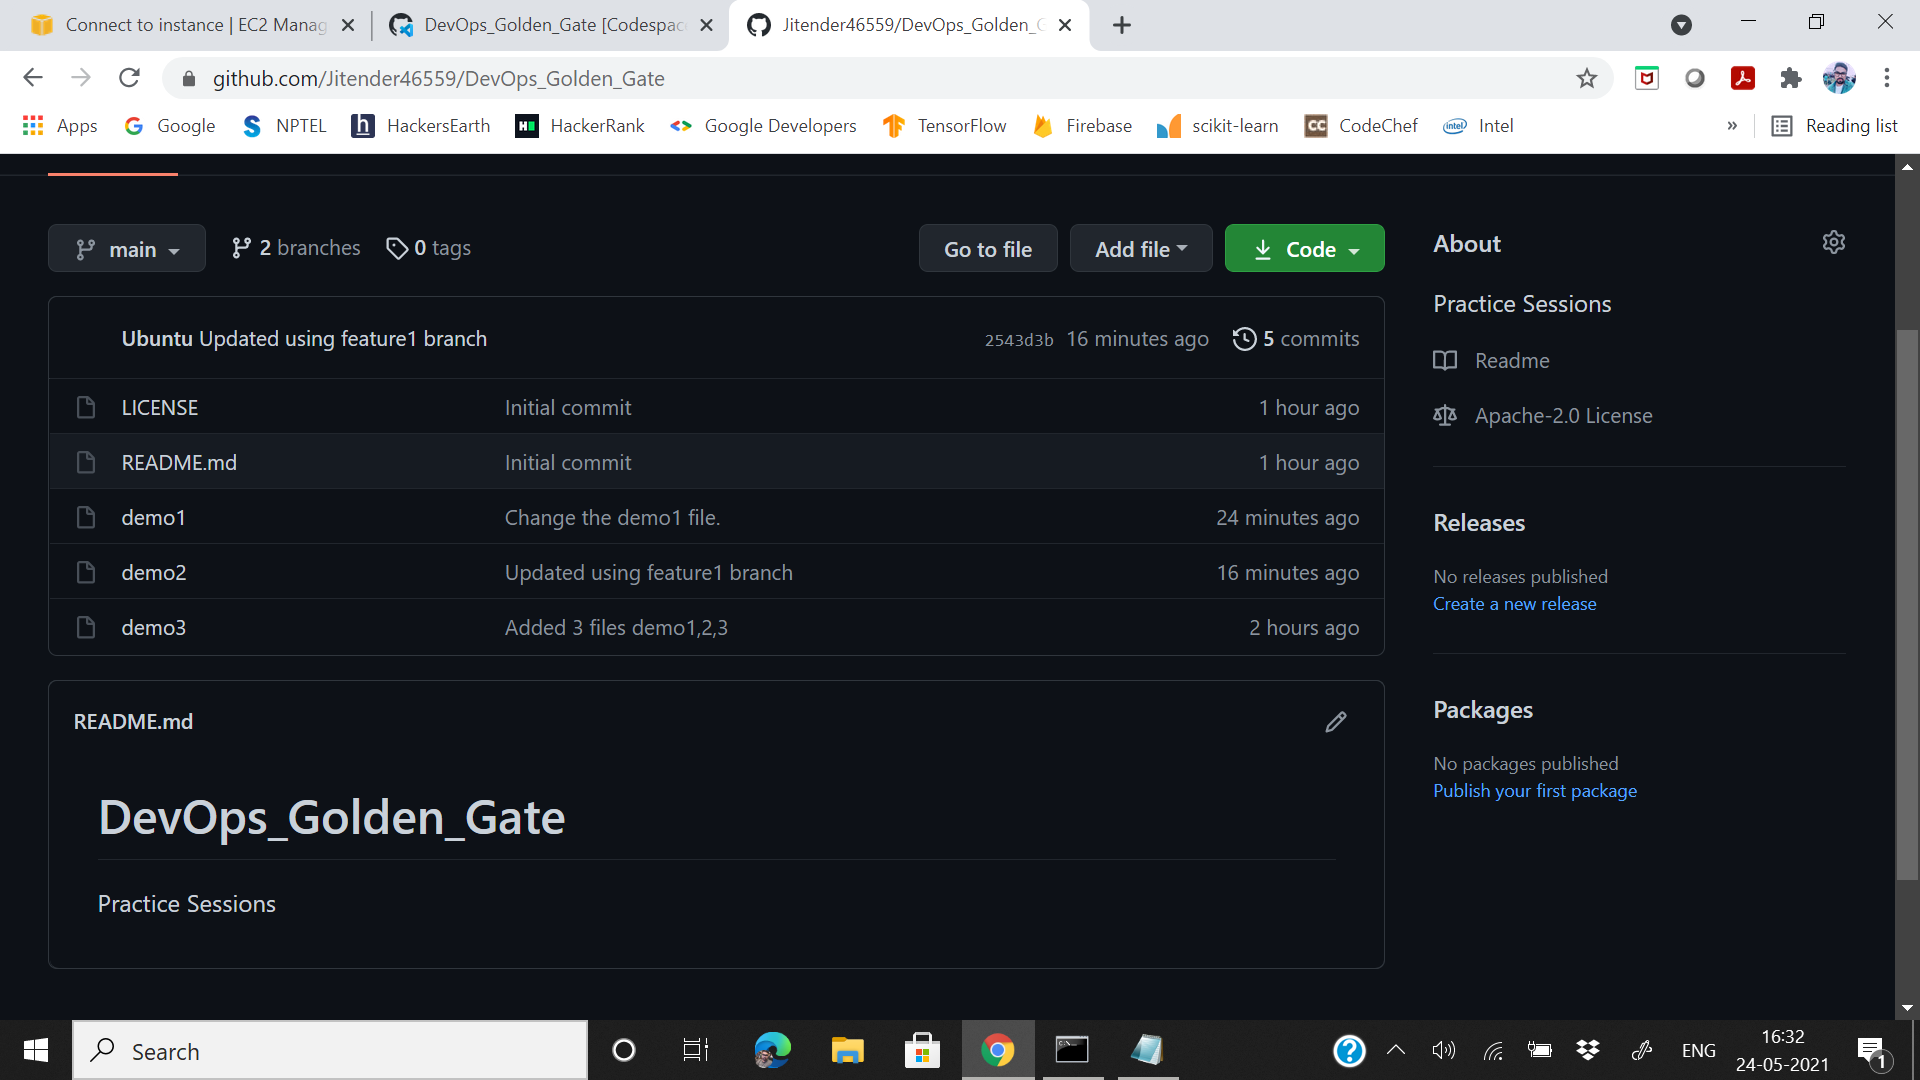 Connect to instance | EC2 Manag
DevOps_Golden_Gate [Codespac
Jitender46559/DevOps_Golden_G
github.com/Jitender46559/DevOps_Golden_Gate
Apps
Google
NPTEL
HackersEarth
HackerRank
Google Developers
TensorFlow
Firebase
scikit-learn
CC CodeChef
intel Intel
»
Reading list
main
2 branches
0 tags
Go to file
Add file
Code
Ubuntu Updated using feature1 branch
2543d3b 16 minutes ago
5 commits
LICENSE Initial commit 1 hour ago
README.md Initial commit 1 hour ago
demo1 Change the demo1 file. 24 minutes ago
demo2 Updated using feature1 branch 16 minutes ago
demo3 Added 3 files demo1,2,3 2 hours ago
README.md
DevOps_Golden_Gate
Practice Sessions
About
Practice Sessions
Readme
Apache-2.0 License
Releases
No releases published
Create a new release
Packages
No packages published
Publish your first package
Search
ENG
16:32
24-05-2021
1